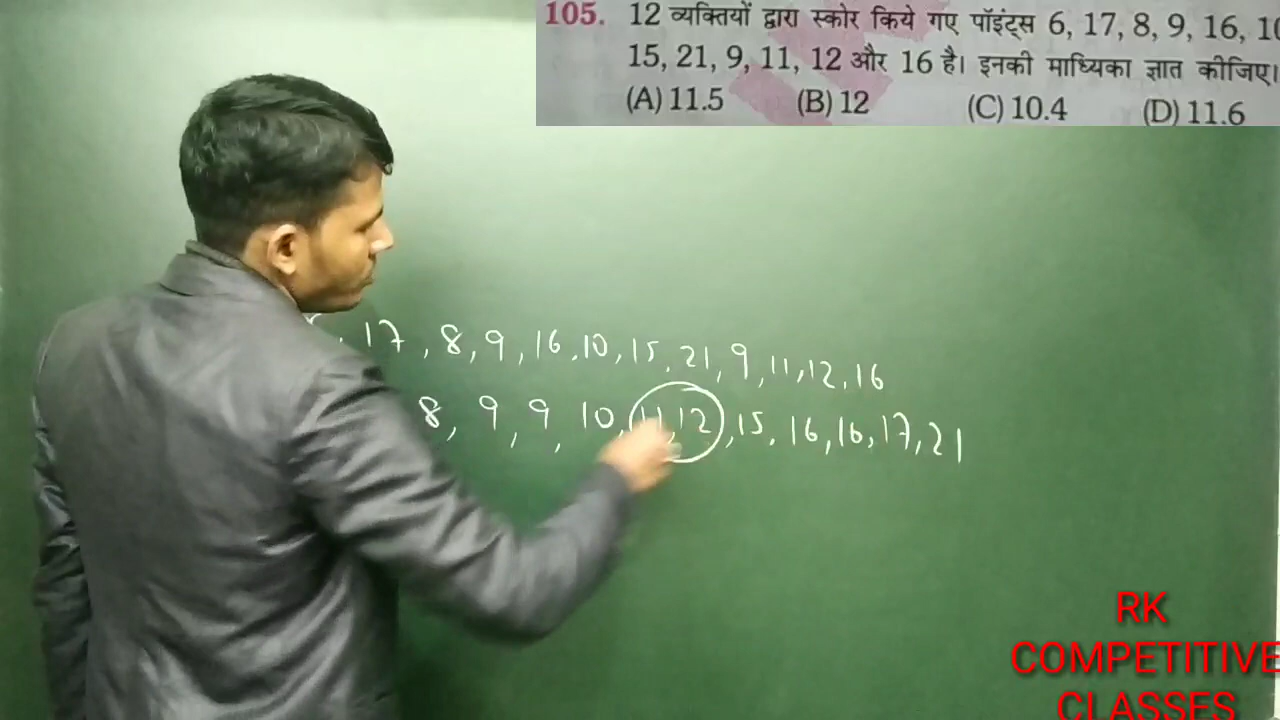 105. 12 व्यक्तियों द्वारा स्कोर किये गए पॉइंट्स 6, 17, 8, 9, 16, 10
15, 21, 9, 11, 12 और 16 है। इनकी माध्यिका ज्ञात कीजिए।
(A) 11.5 (B) 12 (C) 10.4 (D) 11.6
17, 8, 9, 16, 10, 15, 21, 9, 11, 12, 16
8, 9, 9, 10, 11, 12, 15, 16, 16, 17, 21
RK
COMPETITIVE
CLASSES